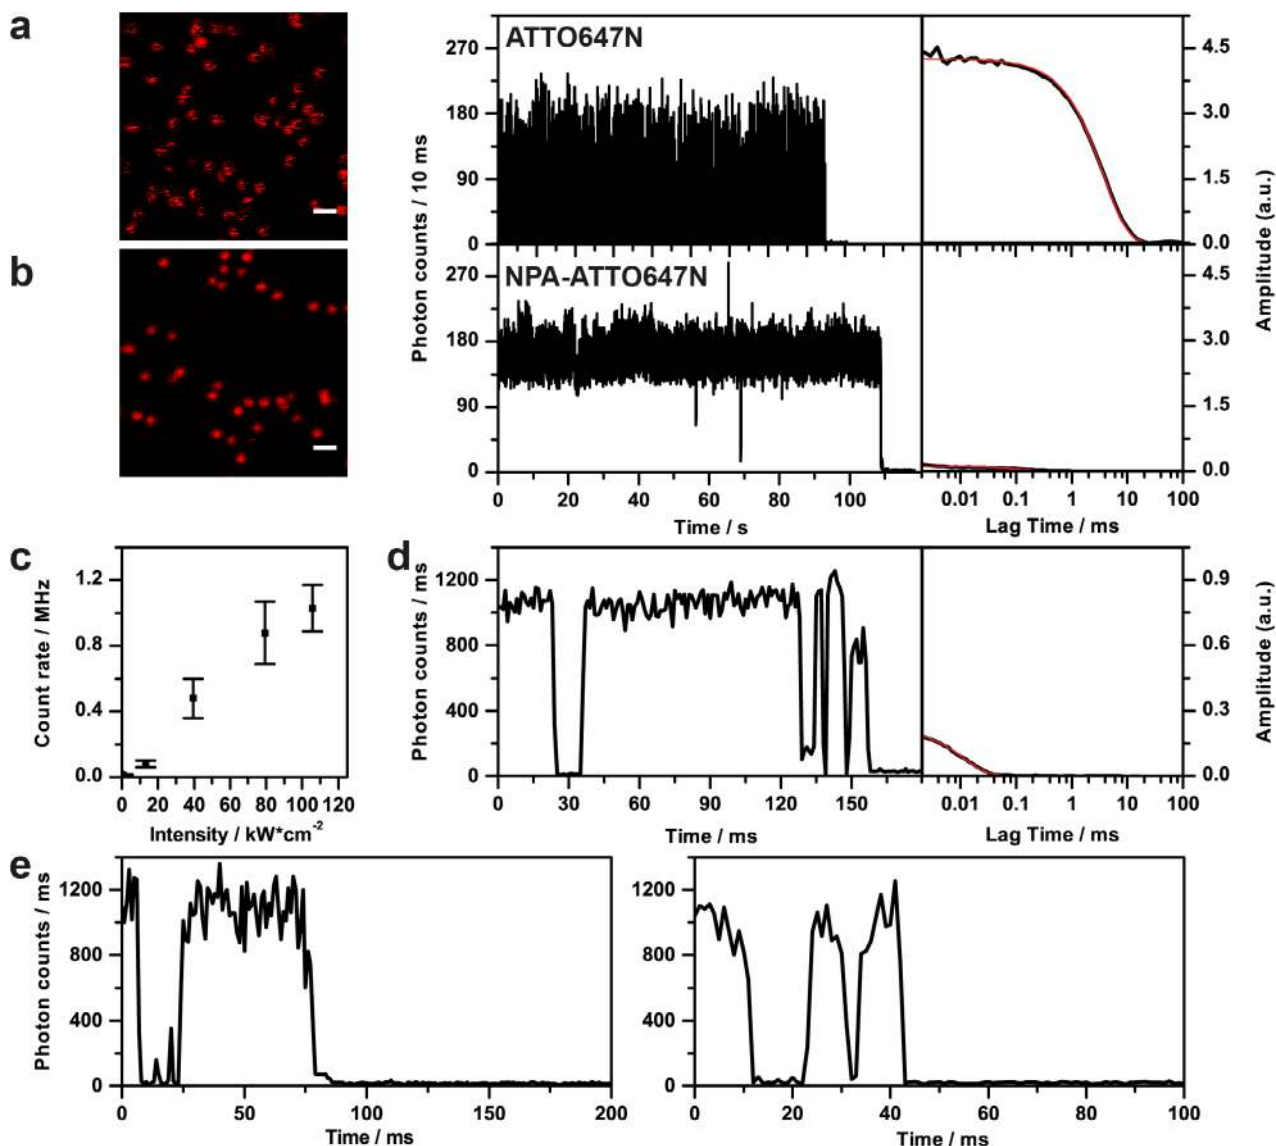 a
ATTO647N
270
180
90
0
4.5
3.0
1.5
0.0
b
NPA-ATTO647N
270
180
90
0
4.5
3.0
1.5
0.0
Photon counts / 10 ms
Amplitude (a.u.)
0 20 40 60 80 100
0.01 0.1 1 10 100
Time / s
Lag Time / ms
c
1.2
0.8
0.4
0.0
Count rate / MHz
0 20 40 60 80 100 120
Intensity / kW*cm-2
d
1200
800
400
0
Photon counts / ms
0.9
0.6
0.3
0.0
Amplitude (a.u.)
0 30 60 90 120 150
0.01 0.1 1 10 100
Time / ms
Lag Time / ms
e
1200
800
400
0
Photon counts / ms
0 50 100 150 200
Time / ms
1200
800
400
0
Photon counts / ms
0 20 40 60 80 100
Time / ms